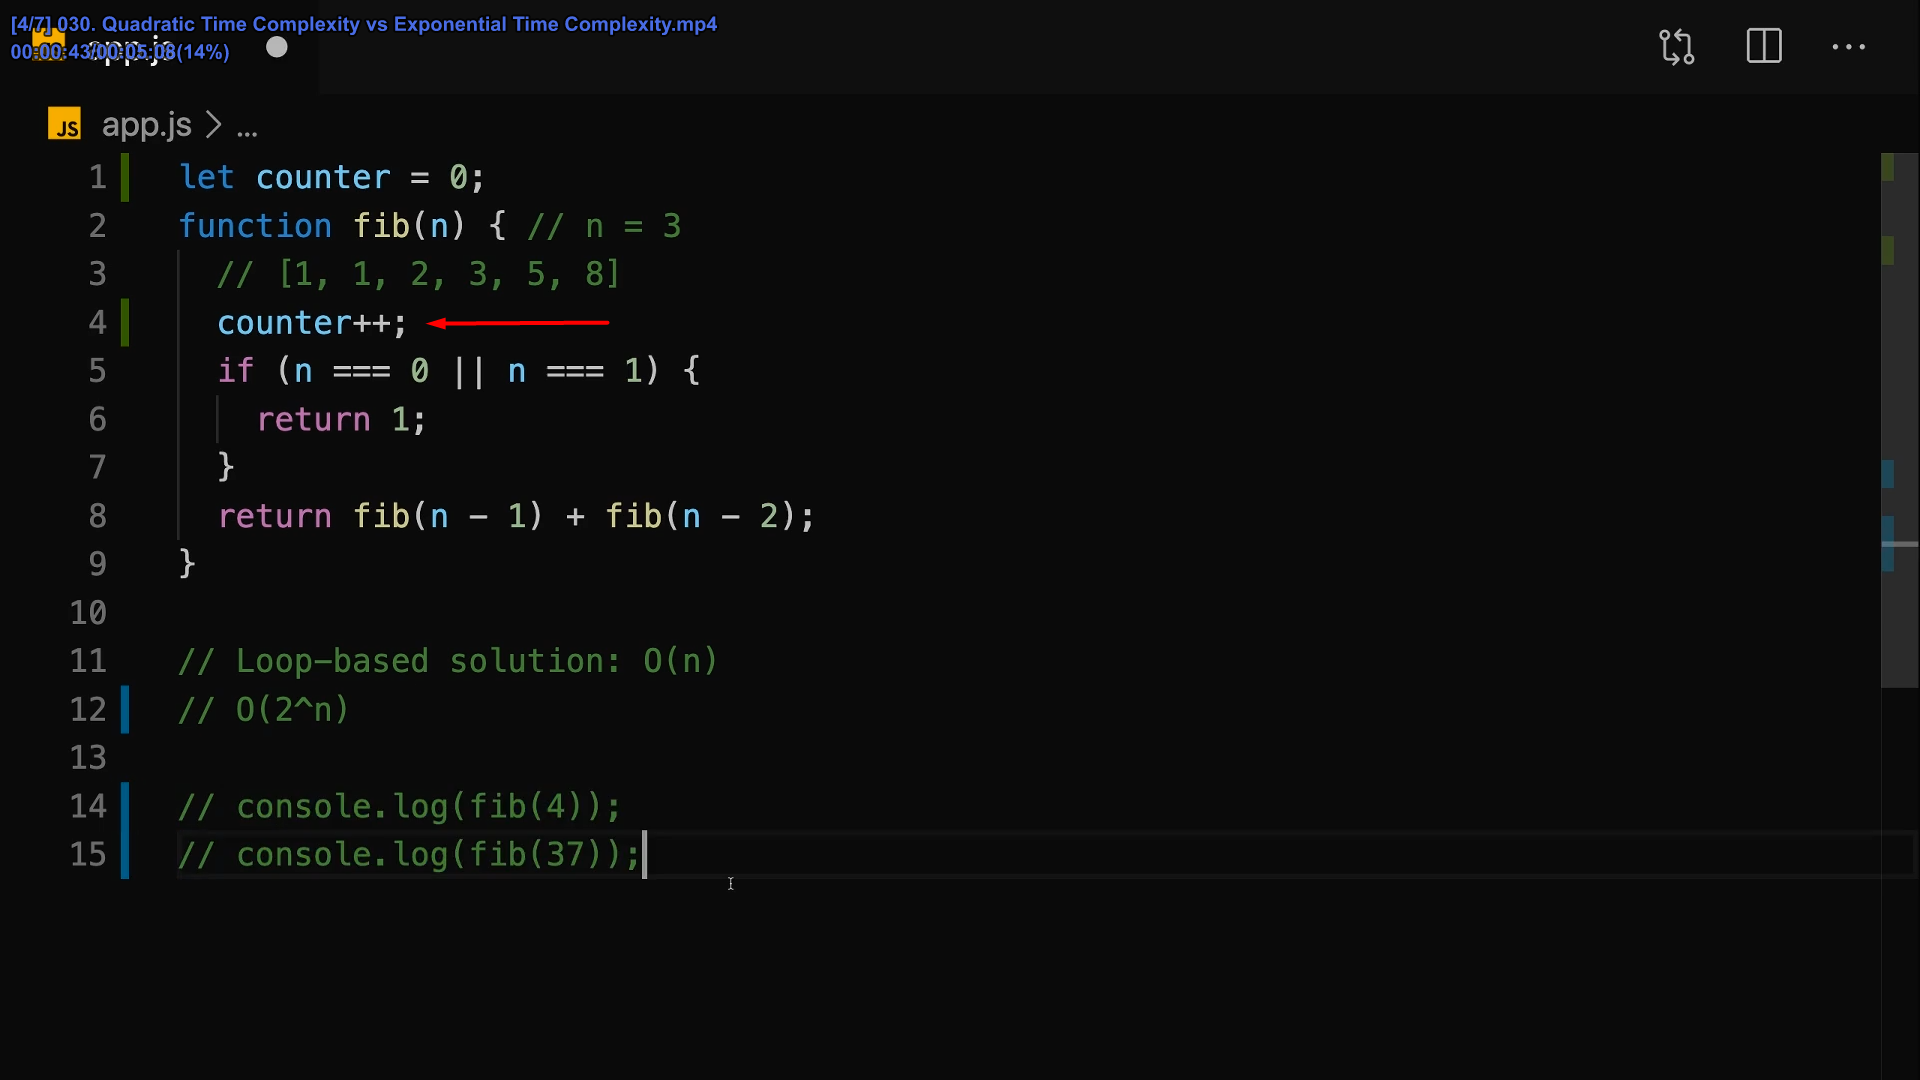 [4/7] 030. Quadratic Time Complexity vs Exponential Time Complexity.mp4
00:00:43/00:05:08(14%)
app.js
JS app.js > ...
1 let counter = 0;
2 function fib(n) { // n = 3
3 // [1, 1, 2, 3, 5, 8]
4 counter++;
5 if (n === 0 || n === 1) {
6 return 1;
7 }
8 return fib(n - 1) + fib(n - 2);
9 }
10
11 // Loop-based solution: O(n)
12 // O(2^n)
13
14 // console.log(fib(4));
15 // console.log(fib(37));